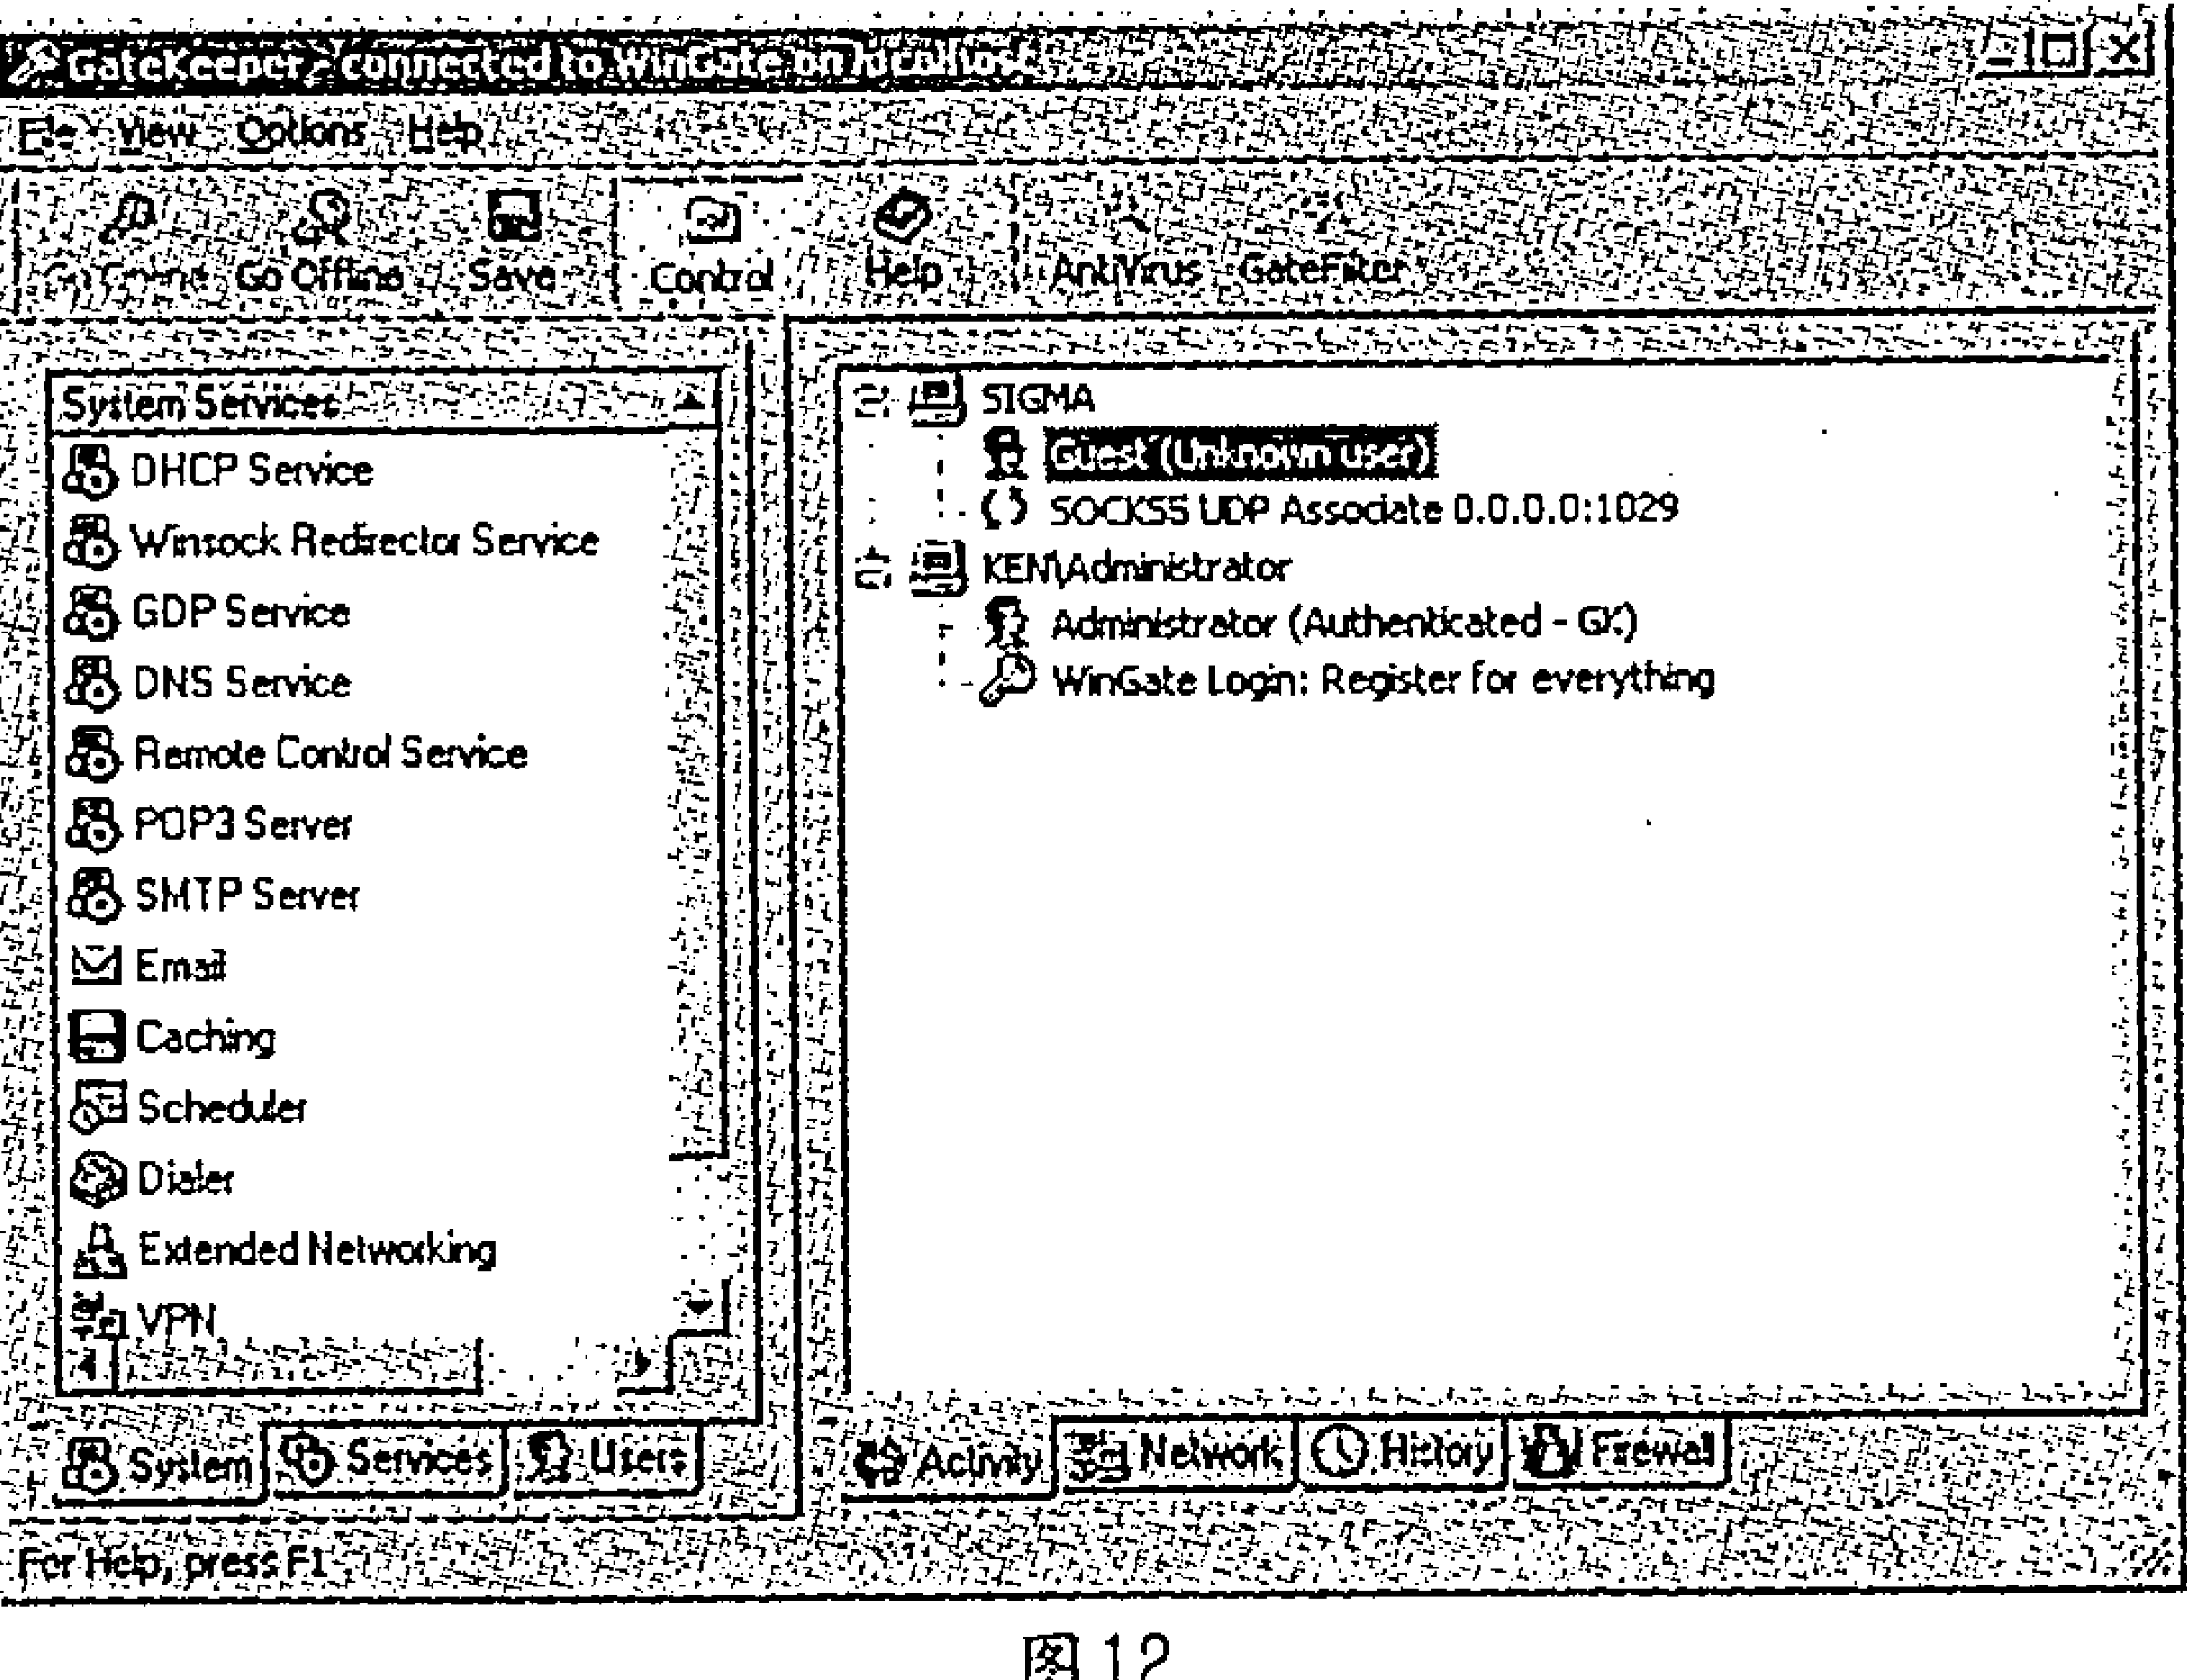 GateKeeper > connected to WinGate on localhost
File View Options Help
Go Online Go Offline Save Control Help AntiVirus GateFilter
System Services
DHCP Service
Winsock Redirector Service
GDP Service
DNS Service
Remote Control Service
POP3 Server
SMTP Server
Email
Caching
Scheduler
Dialer
Extended Networking
VPN
System Services Users
SIGMA
Guest (Unknown user)
SOCKS5 UDP Associate 0.0.0.0:1029
KEN\Administrator
Administrator (Authenticated - GK)
WinGate Login: Register for everything
Activity Network History Firewall
For Help, press F1
图 12